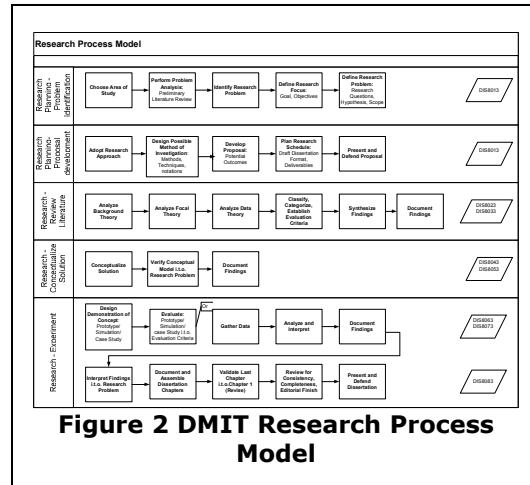 Research Process Model
Research
Planning -
Problem
Identification
Choose Area of
Study
Perform Problem
Analysis:
Preliminary
Literature Review
Identify Research
Problem
Define Research
Focus:
Goal, Objectives
Define Research
Problem:
Research
Questions,
Hypothesis, Scope
DIS8013
Research
Planning-
Proposal
development
Adopt Research
Approach
Design Possible
Method of
Investigation:
Methods,
Techniques,
notations
Develop
Proposal:
Potential
Outcomes
Plan Research
Schedule:
Draft Dissertation
Format,
Deliverables
Present and
Defend Proposal
DIS8013
Research -
Review
Literature
Analyze
Background
Theory
Analyze Focal
Theory
Analyze Data
Theory
Classify,
Categorize,
Establish
Evaluation
Criteria
Synthesize
Findings
Document
Findings
DIS8023
DIS8033
Research -
Conceptualize
Solution
Conceptualize
Solution
Verify Conceptual
Model i.t.o.
Research Problem
Document
Findings
DIS8043
DIS8053
Research - Experiment
Design
Demonstration of
Concept:
Prototype/
Simulation/
Case Study
Evaluate:
Prototype/
Simulation/
case Study i.t.o.
Evaluation Criteria
Or
Gather Data
Analyze and
Interpret
Document
Findings
DIS8063
DIS8073
Interpret Findings
i.t.o. Research
Problem
Document and
Assemble
Dissertation
Chapters
Validate Last
Chapter
i.t.o.Chapter 1
(Revise)
Review for
Consistency,
Completeness,
Editorial Finish
Present and
Defend
Dissertation
DIS8083
Figure 2 DMIT Research Process
Model